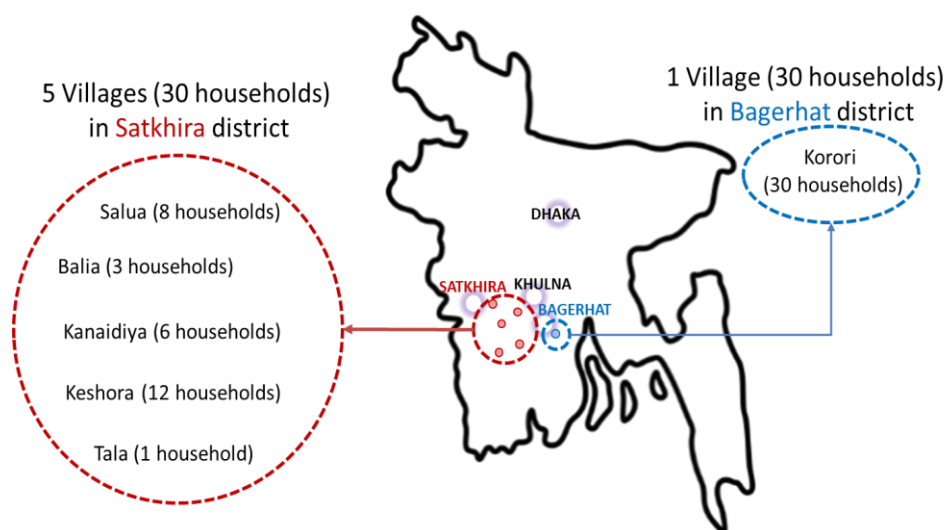 5 Villages (30 households)
in Satkhira district
Salua (8 households)
Balia (3 households)
Kanaidiya (6 households)
Keshora (12 households)
Tala (1 household)
DHAKA
SATKHIRA
KHULNA
BAGERHAT
1 Village (30 households)
in Bagerhat district
Korori
(30 households)